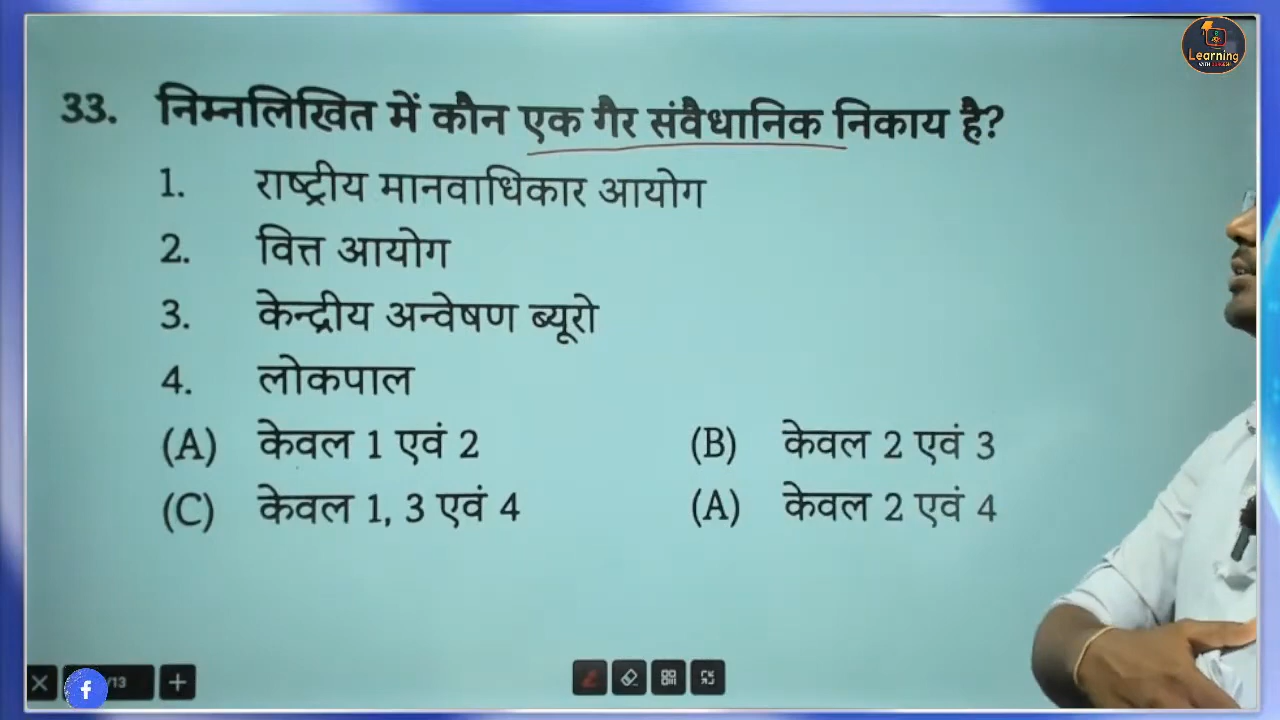 Learning
33. निम्नलिखित में कौन एक गैर संवैधानिक निकाय है?
1. राष्ट्रीय मानवाधिकार आयोग
2. वित्त आयोग
3. केन्द्रीय अन्वेषण ब्यूरो
4. लोकपाल
(A) केवल 1 एवं 2 (B) केवल 2 एवं 3
(C) केवल 1, 3 एवं 4 (A) केवल 2 एवं 4
/13